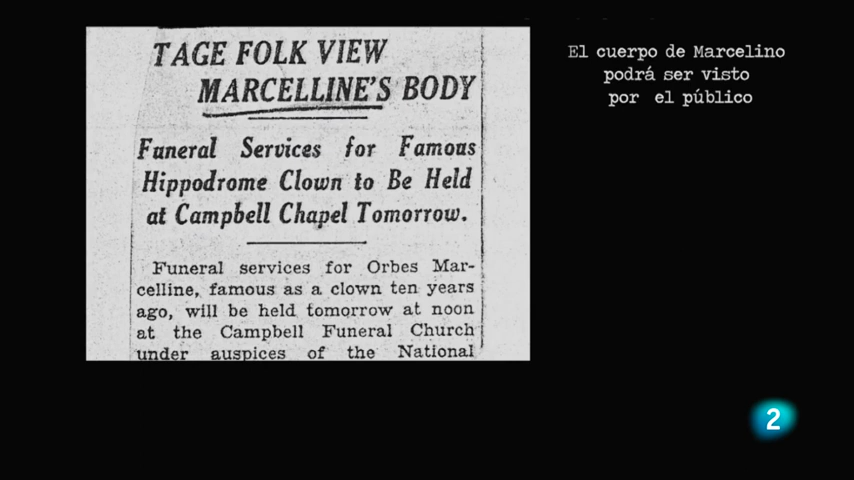 TAGE FOLK VIEW
MARCELLINE'S BODY
Funeral Services for Famous
Hippodrome Clown to Be Held
at Campbell Chapel Tomorrow.
Funeral services for Orbes Mar-
celline, famous as a clown ten years
ago, will be held tomorrow at noon
at the Campbell Funeral Church
under auspices of the National
El cuerpo de Marcelino
podrá ser visto
por el público
2